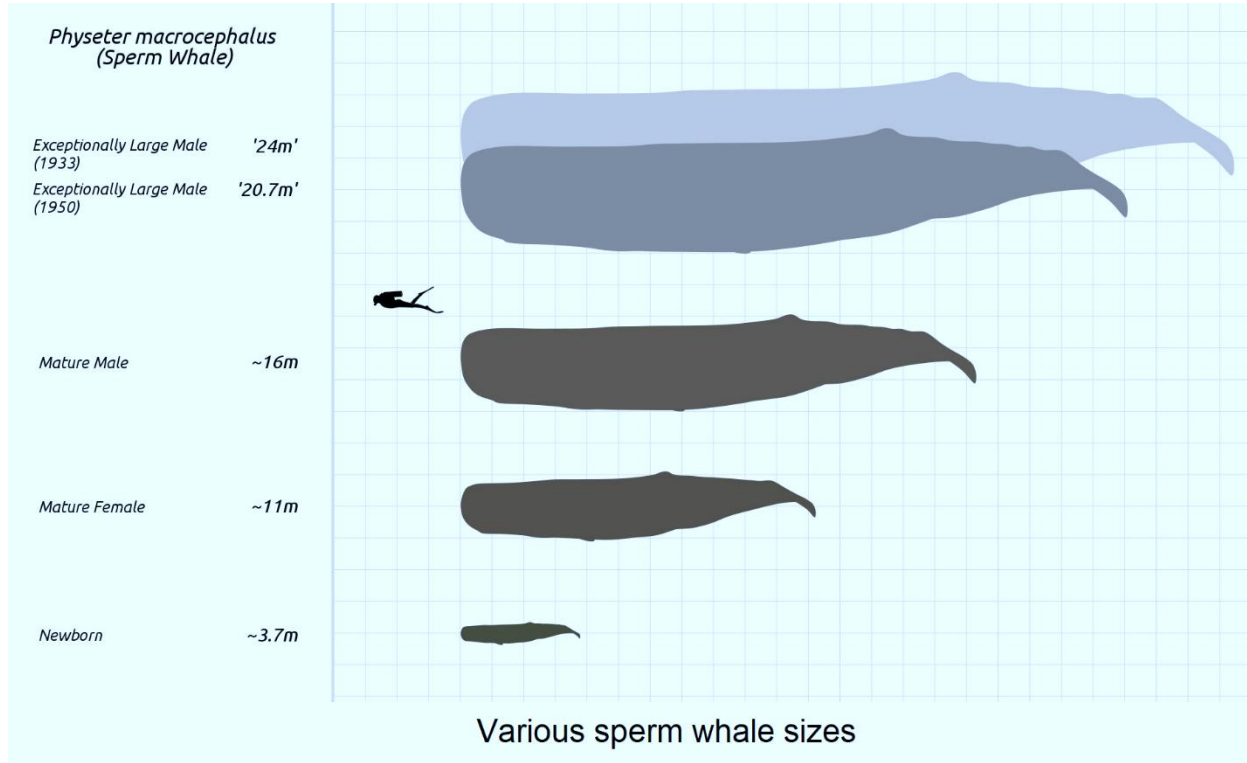 Physeter macrocephalus
(Sperm Whale)
Exceptionally Large Male '24m'
(1933)
Exceptionally Large Male '20.7m'
(1950)
Mature Male ~16m
Mature Female ~11m
Newborn ~3.7m
Various sperm whale sizes